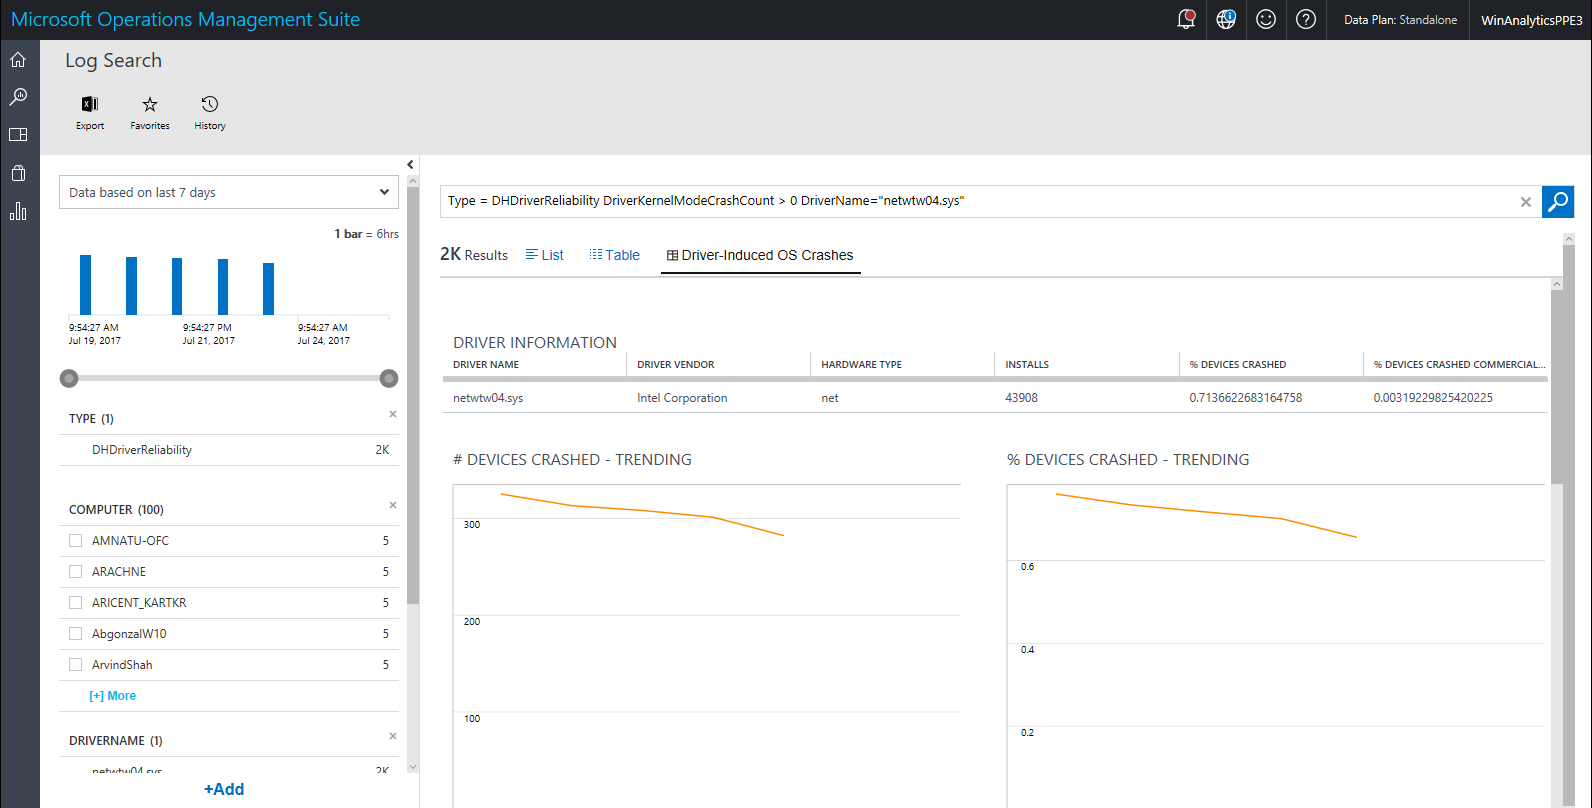 Microsoft Operations Management Suite
Data Plan: Standalone
WinAnalyticsPPE3
Log Search
Export
Favorites
History
Data based on last 7 days
1 bar = 6hrs
9:54:27 AM
Jul 19, 2017
9:54:27 PM
Jul 21, 2017
9:54:27 AM
Jul 24, 2017
TYPE (1)
DHDriverReliability 2K
COMPUTER (100)
AMNATU-OFC 5
ARACHNE 5
ARICENT_KARTKR 5
AbgonzalW10 5
ArvindShah 5
[+] More
DRIVERNAME (1)
netwtw04.sys 2K
+Add
Type = DHDriverReliability DriverKernelModeCrashCount > 0 DriverName="netwtw04.sys"
2K Results
List
Table
Driver-Induced OS Crashes
DRIVER INFORMATION
DRIVER NAME DRIVER VENDOR HARDWARE TYPE INSTALLS % DEVICES CRASHED % DEVICES CRASHED COMMERCIAL...
netwtw04.sys Intel Corporation net 43908 0.7136622683164758 0.00319229825420225
# DEVICES CRASHED - TRENDING
300
200
100
% DEVICES CRASHED - TRENDING
0.6
0.4
0.2